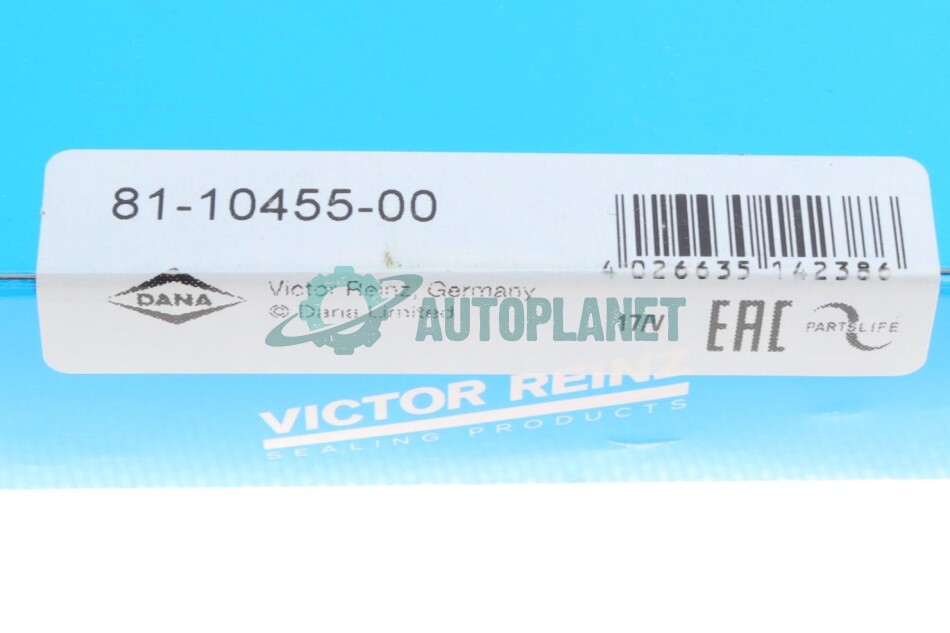 81-10455-00
4 026635 142386
DANA
Victor Reinz, Germany
© Dana Limited
AUTOPLANET
17/V
EAC
PARTSLIFE
VICTOR REINZ
SEALING PRODUCTS